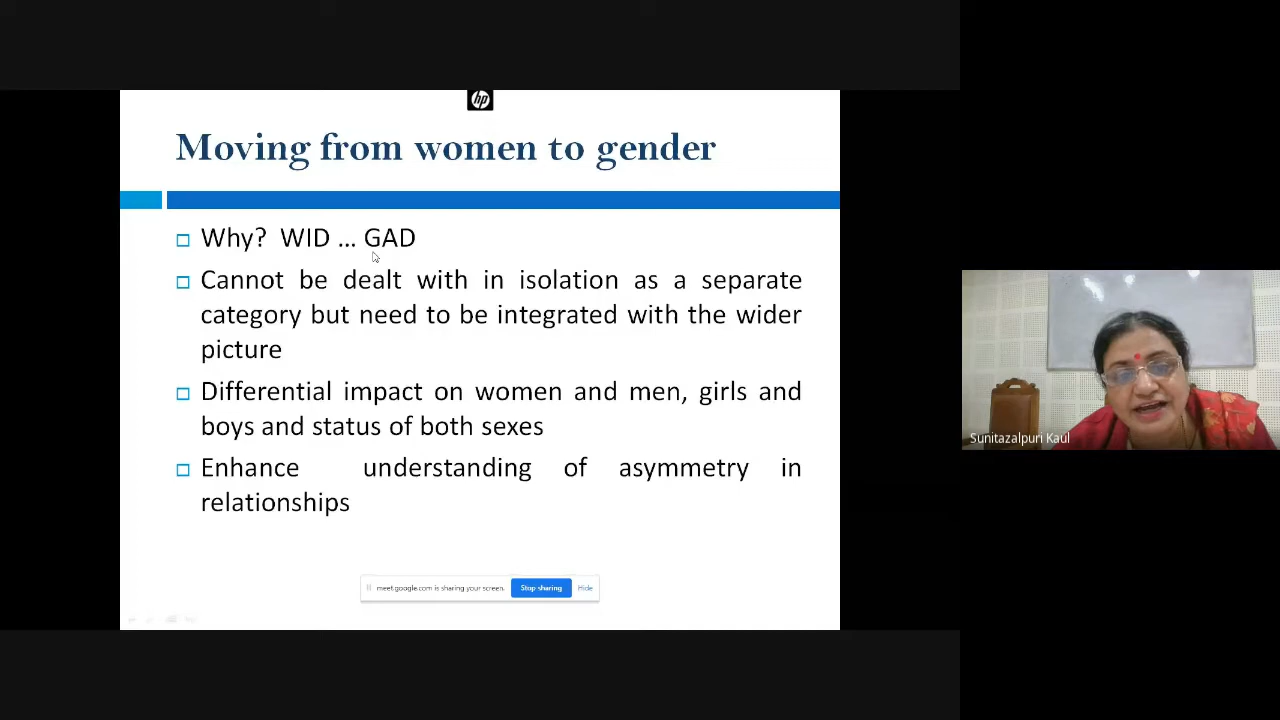 hp
Moving from women to gender
Why? WID ... GAD
Cannot be dealt with in isolation as a separate
category but need to be integrated with the wider
picture
Differential impact on women and men, girls and
boys and status of both sexes
Enhance understanding of asymmetry in
relationships
meet.google.com is sharing your screen. Stop sharing Hide
Sunitazalpuri Kaul